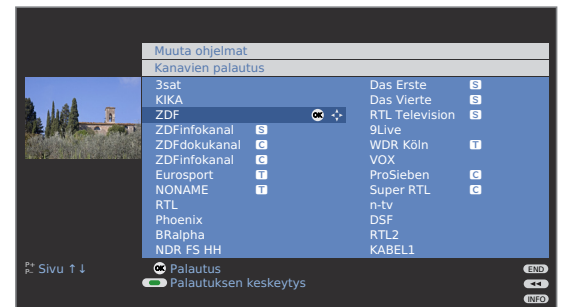 Muuta ohjelmat
Kanavien palautus
3sat
KIKA
ZDF OK
ZDFinfokanal S
ZDFdokukanal C
ZDFinfokanal C
Eurosport T
NONAME T
RTL
Phoenix
BRalpha
NDR FS HH
Das Erste S
Das Vierte S
RTL Television S
9Live
WDR Köln T
VOX
ProSieben C
Super RTL C
n-tv
DSF
RTL2
KABEL1
P+ P- Sivu ↑↓
OK Palautus
Palautuksen keskeytys
END
◄◄
INFO